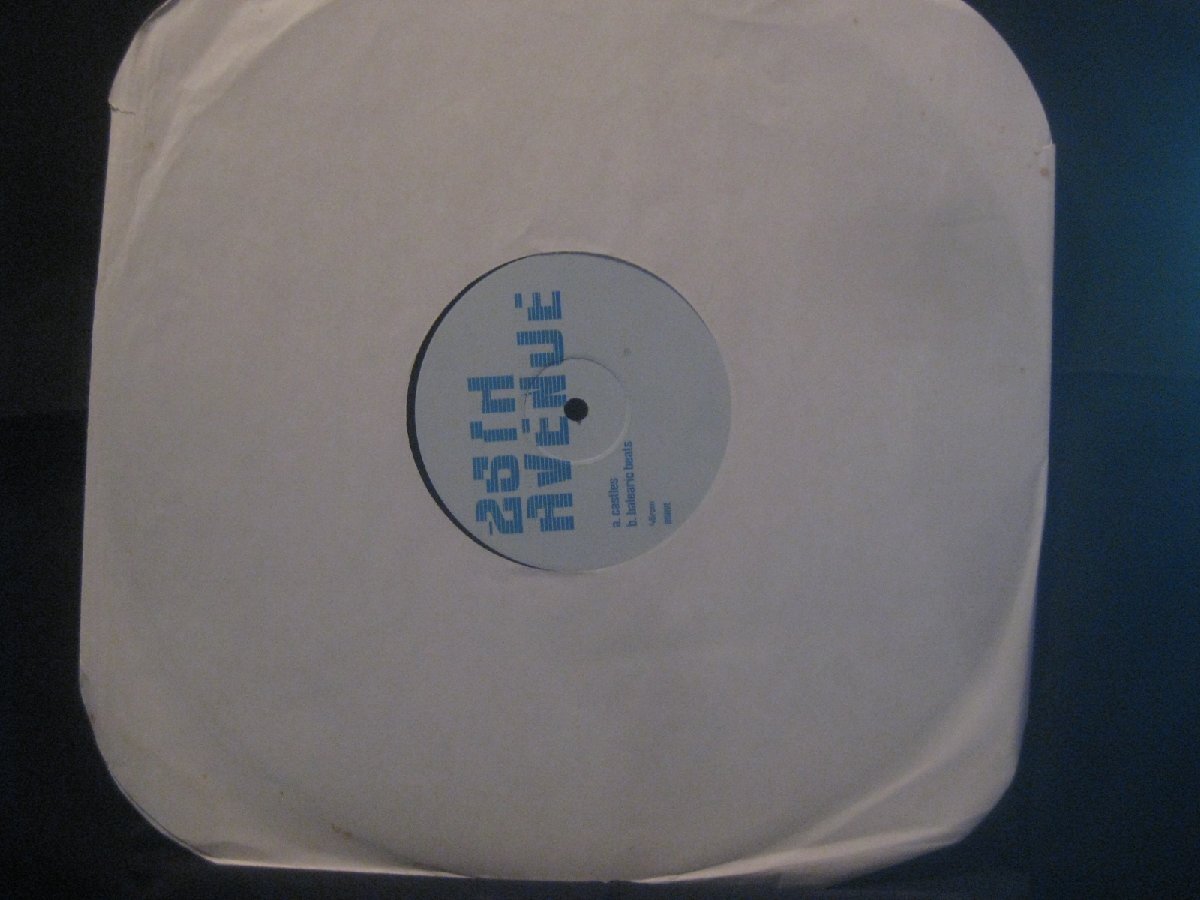 25TH
AVENUE
a. castles
b. balearic beats